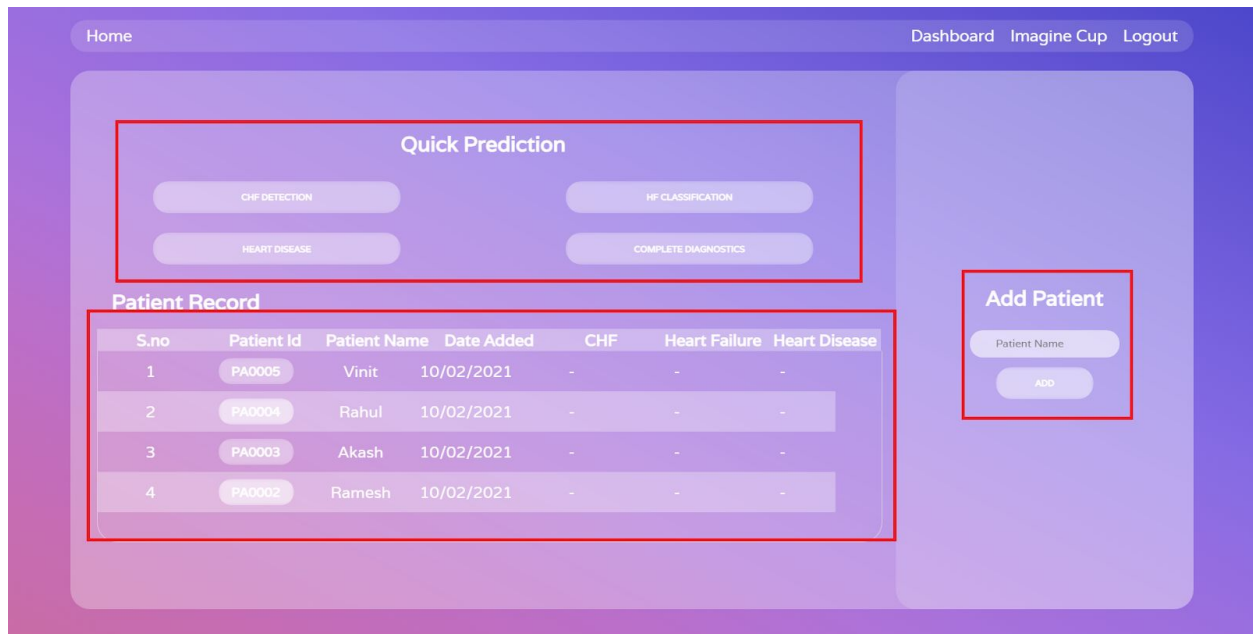 Home Dashboard Imagine Cup Logout
Quick Prediction
CHF DETECTION HF CLASSIFICATION
HEART DISEASE COMPLETE DIAGNOSTICS
Patient Record
S.no Patient Id Patient Name Date Added CHF Heart Failure Heart Disease
1 PA0005 Vinit 10/02/2021 - - -
2 PA0004 Rahul 10/02/2021 - - -
3 PA0003 Akash 10/02/2021 - - -
4 PA0002 Ramesh 10/02/2021 - - -
Add Patient
Patient Name
ADD